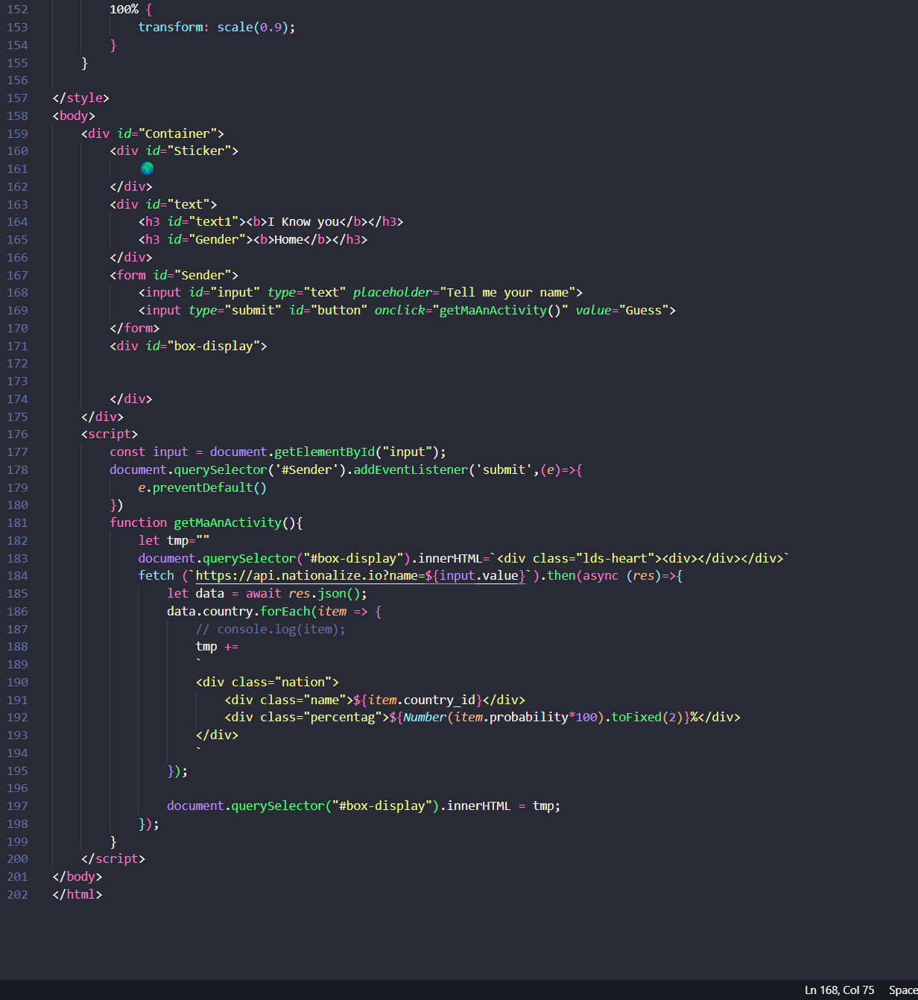 152 100% {
153 transform: scale(0.9);
154 }
155 }
156
157 </style>
158 <body>
159 <div id="Container">
160 <div id="Sticker">
161 🌍
162 </div>
163 <div id="text">
164 <h3 id="text1"><b>I Know you</b></h3>
165 <h3 id="Gender"><b>Home</b></h3>
166 </div>
167 <form id="Sender">
168 <input id="input" type="text" placeholder="Tell me your name">
169 <input type="submit" id="button" onclick="getMaAnActivity()" value="Guess">
170 </form>
171 <div id="box-display">
172
173
174 </div>
175 </div>
176 <script>
177 const input = document.getElementById("input");
178 document.querySelector('#Sender').addEventListener('submit',(e)=>{
179 e.preventDefault()
180 })
181 function getMaAnActivity(){
182 let tmp=""
183 document.querySelector("#box-display").innerHTML=`<div class="lds-heart"><div></div></div>`
184 fetch (`https://api.nationalize.io?name=${input.value}`).then(async (res)=>{
185 let data = await res.json();
186 data.country.forEach(item => {
187 // console.log(item);
188 tmp +=
189 `
190 <div class="nation">
191 <div class="name">${item.country_id}</div>
192 <div class="percentag">${Number(item.probability*100).toFixed(2)}%</div>
193 </div>
194 `
195 });
196
197 document.querySelector("#box-display").innerHTML = tmp;
198 });
199 }
200 </script>
201 </body>
202 </html>
Ln 168, Col 75 Space